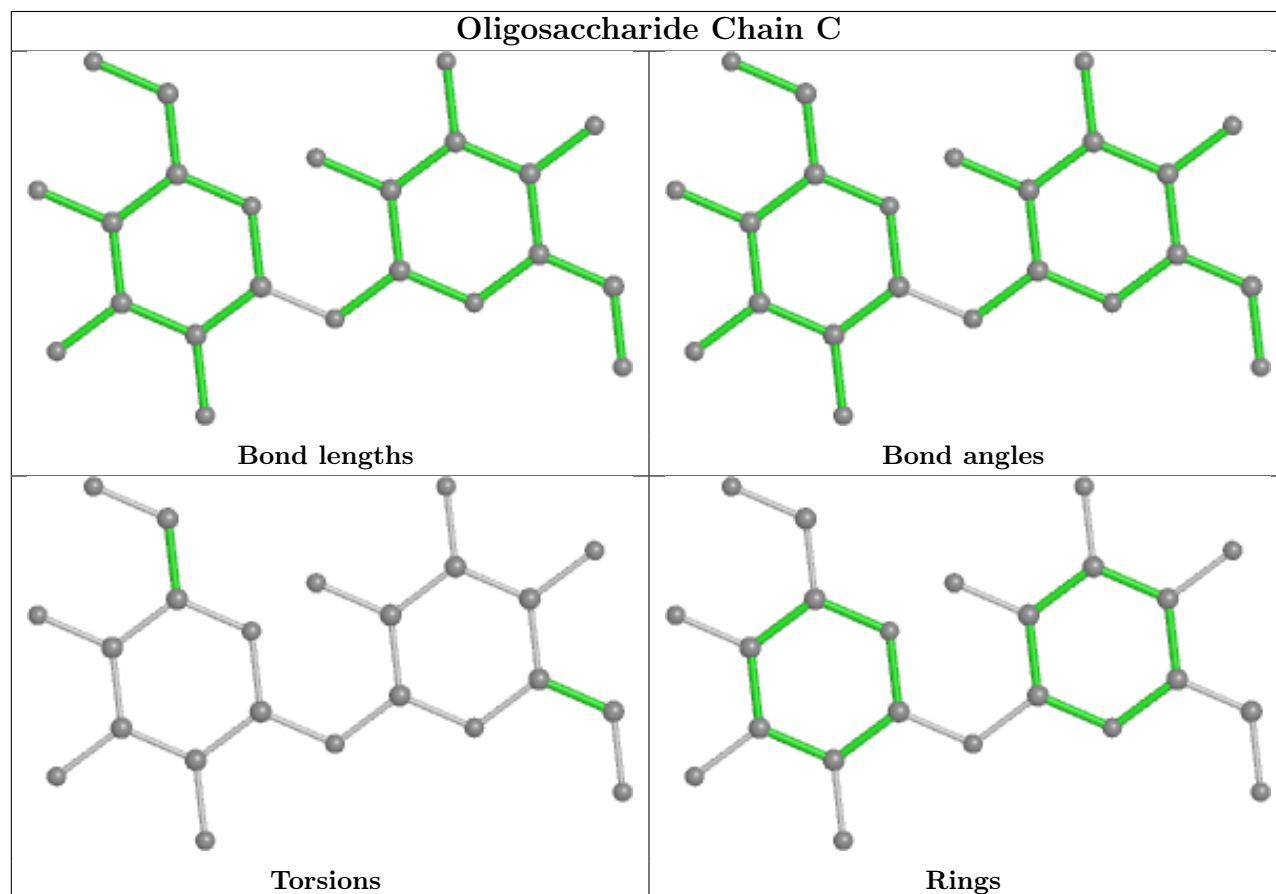 Oligosaccharide Chain C
Bond lengths
Bond angles
Torsions
Rings